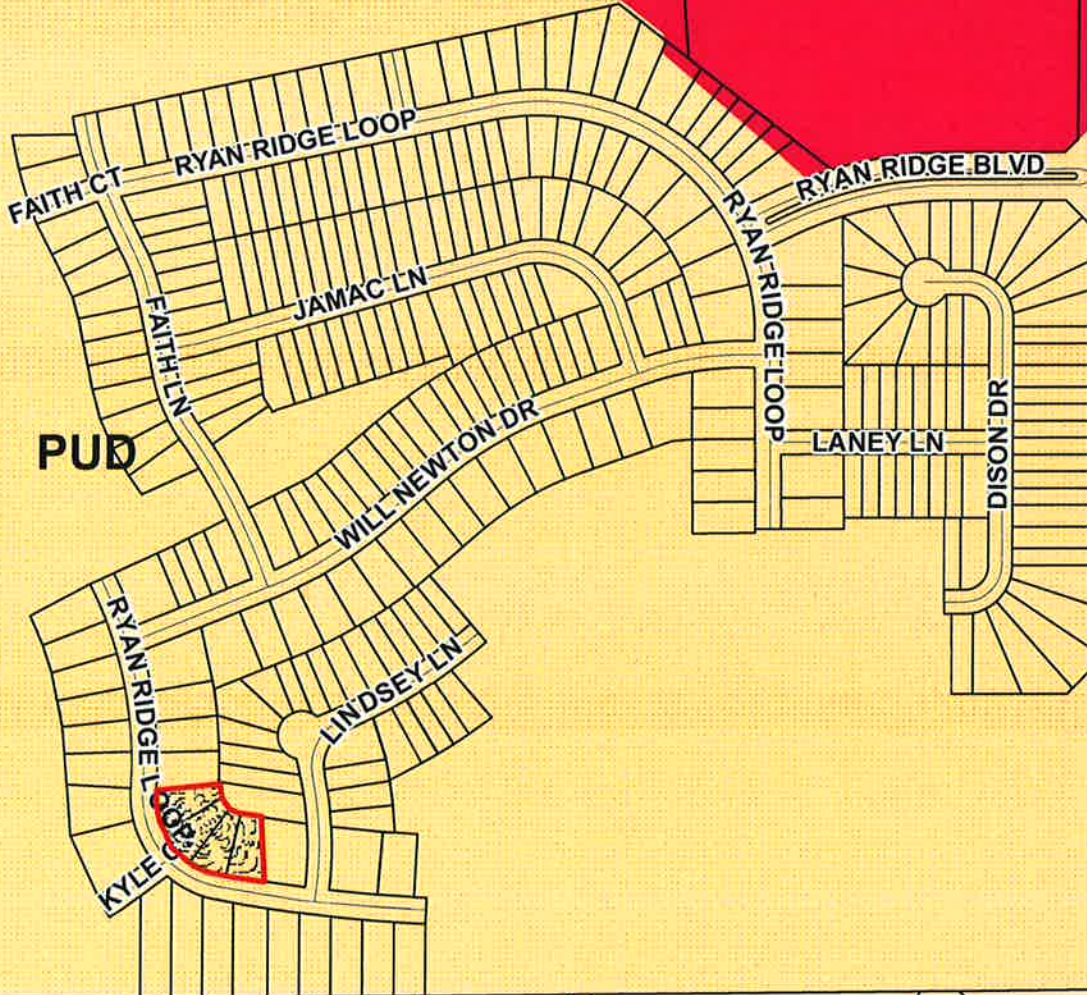 RYAN RIDGE LOOP
FAITH CT
RYAN RIDGE BLVD
RYAN RIDGE LOOP
JAMAC LN
FAITH LN
WILL NEWTON DR
LANEY LN
DISON DR
PUD
RYAN RIDGE LOOP
LINDSEY LN
KYLE